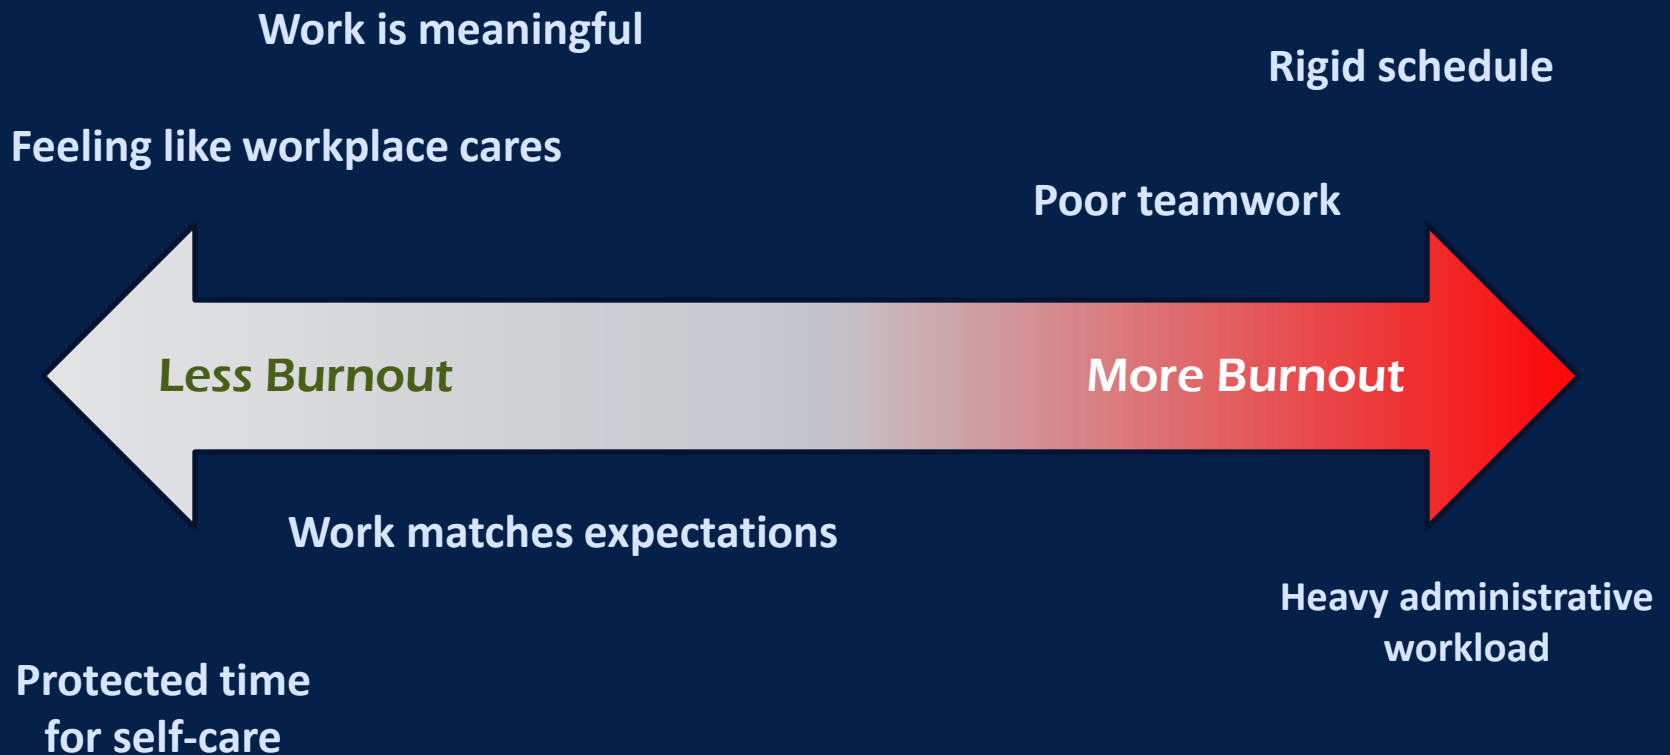 Work is meaningful
Rigid schedule
Feeling like workplace cares
Poor teamwork
Less Burnout
More Burnout
Work matches expectations
Heavy administrative
workload
Protected time
for self-care